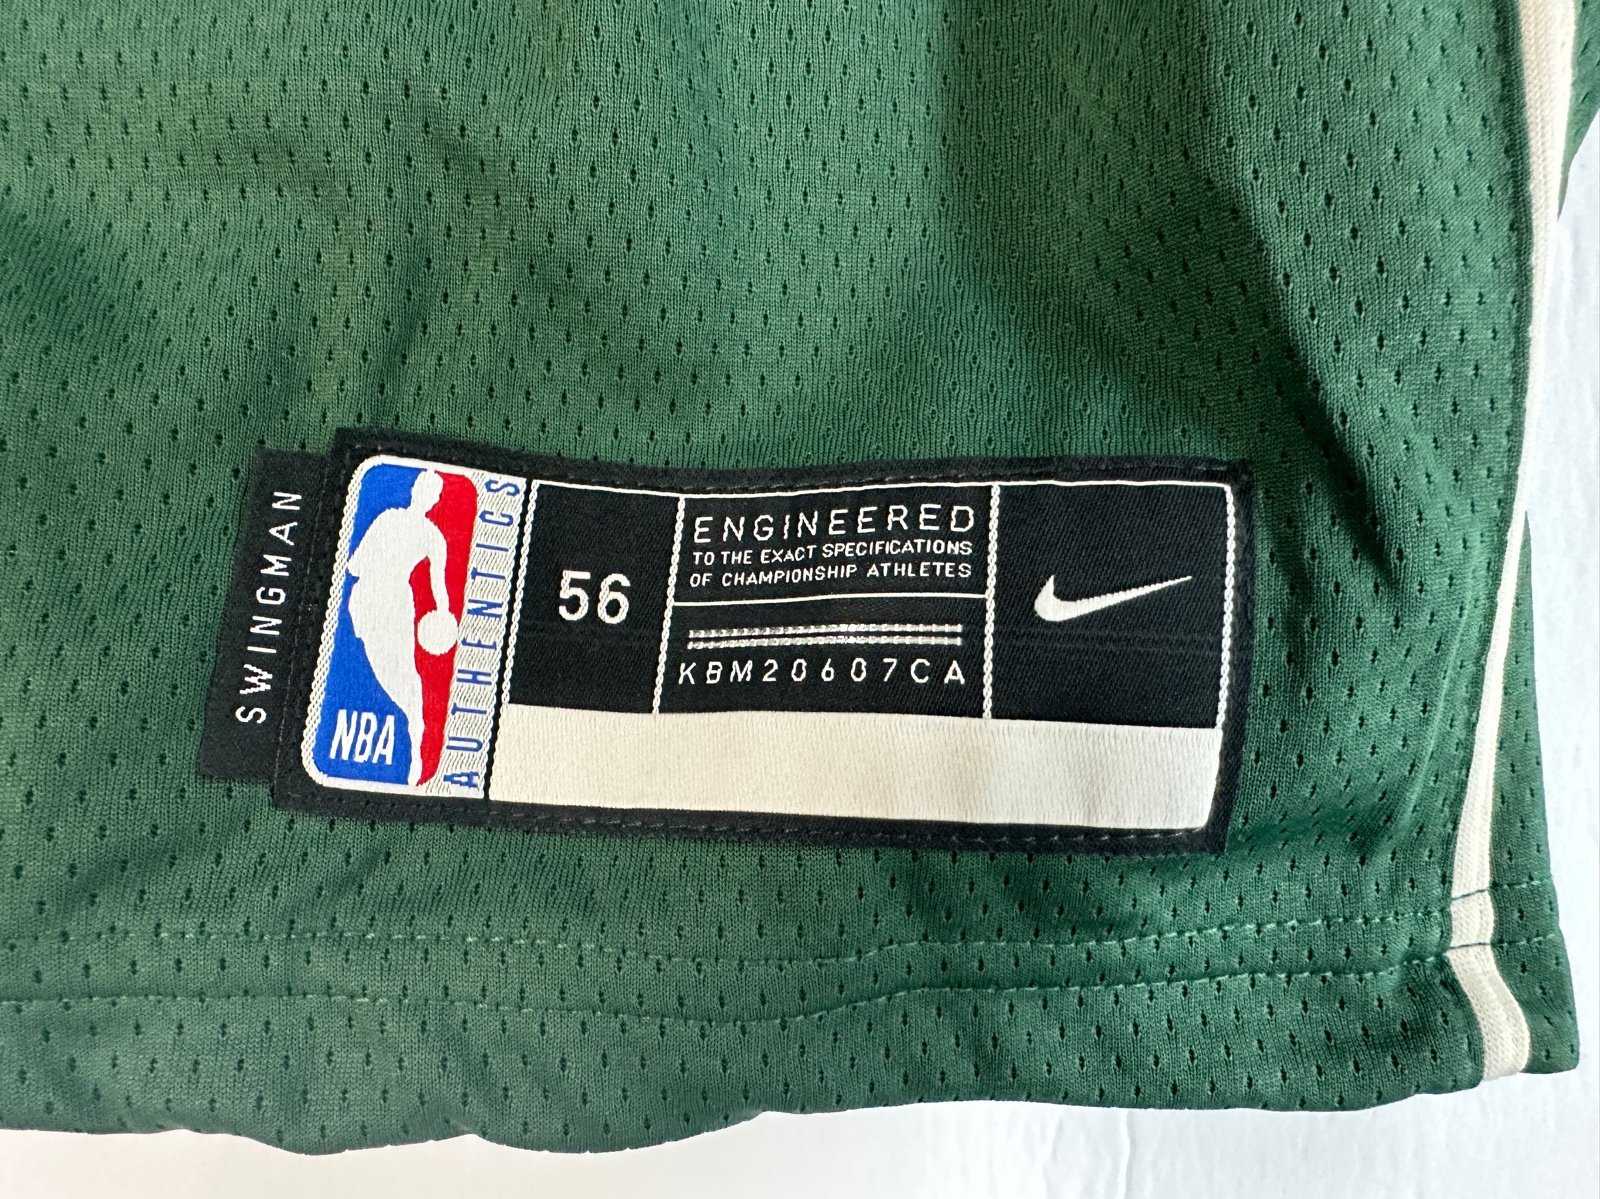 SWINGMAN
NBA
AUTHENTICS
56
ENGINEERED
TO THE EXACT SPECIFICATIONS
OF CHAMPIONSHIP ATHLETES
KBM20607CA